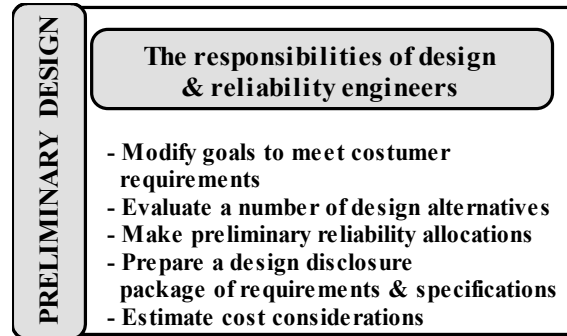 PRELIMINARY DESIGN
The responsibilities of design
& reliability engineers
- Modify goals to meet costumer
requirements
- Evaluate a number of design alternatives
- Make preliminary reliability allocations
- Prepare a design disclosure
package of requirements & specifications
- Estimate cost considerations